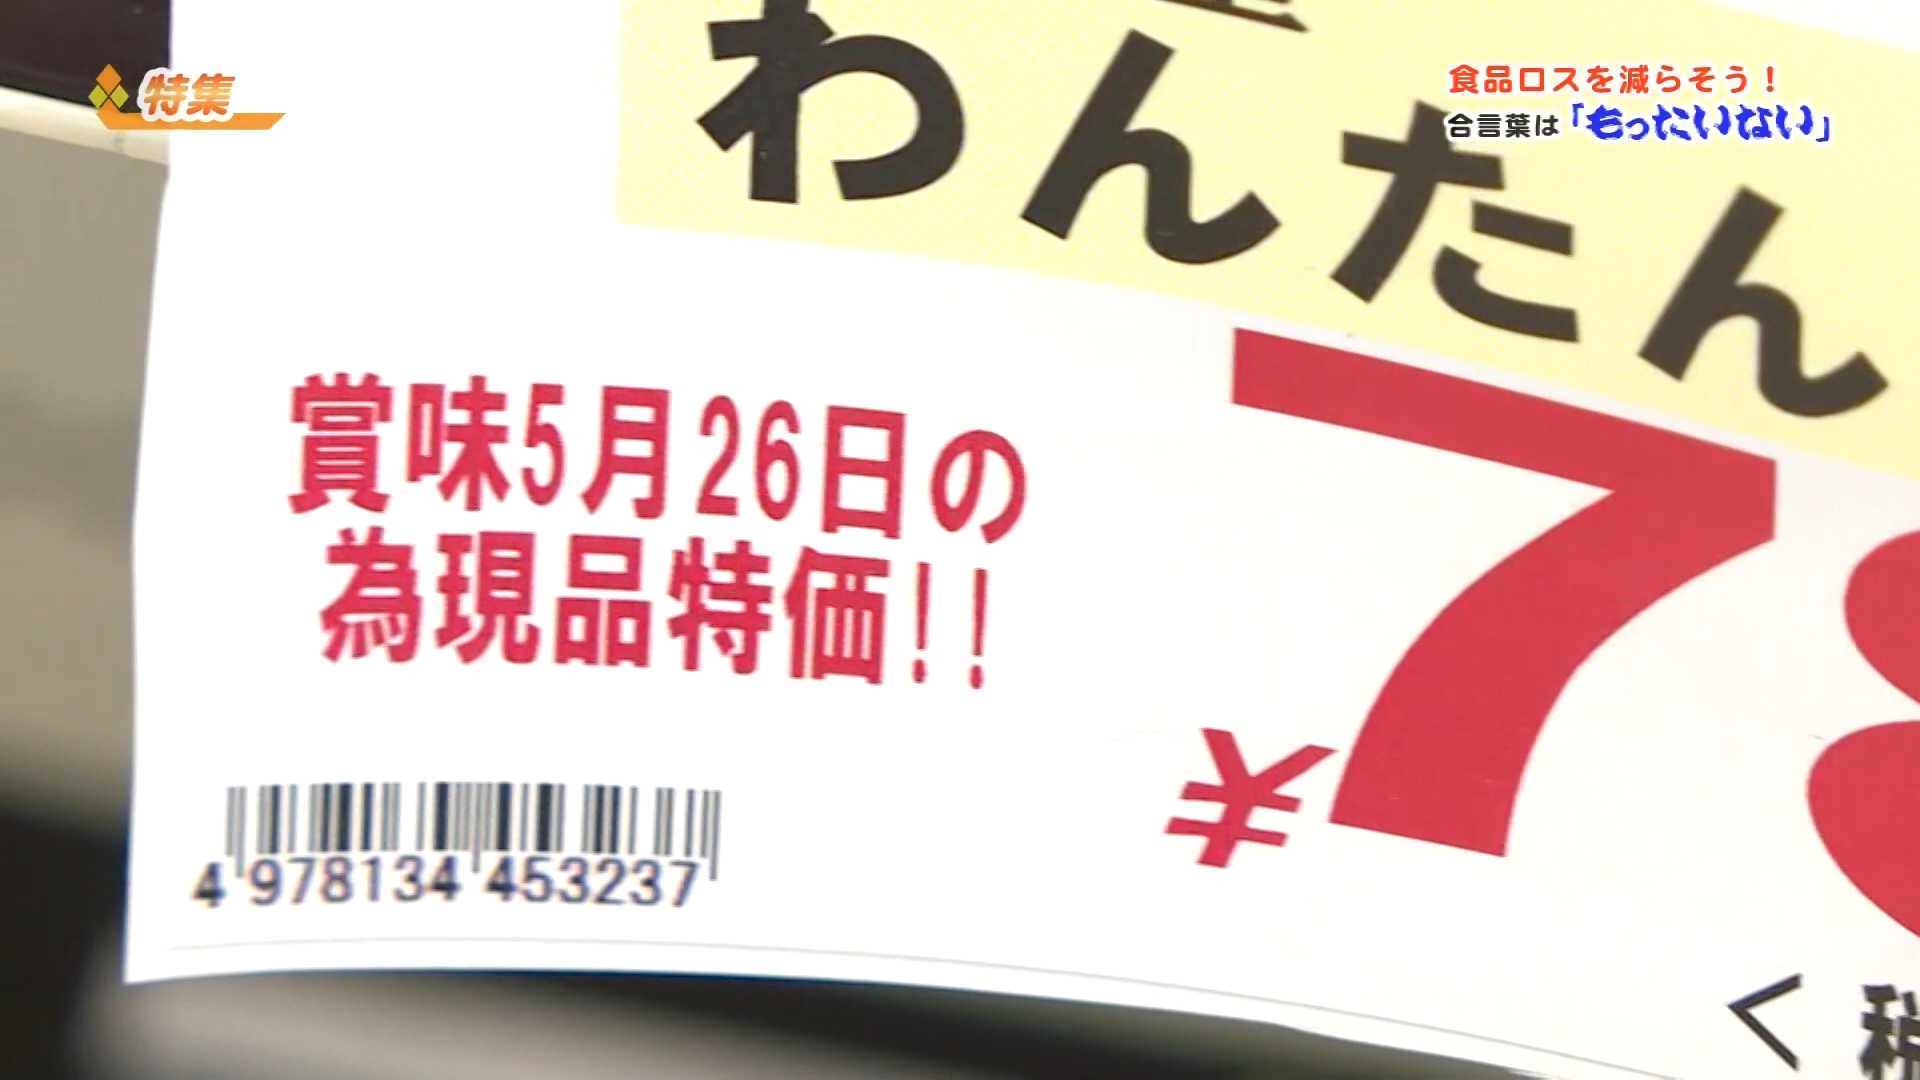 特集
食品ロスを減らそう！
合言葉は「もったいない」
わんたん
賞味5月26日の
為現品特価!!
¥7
4 978134 453237
<税